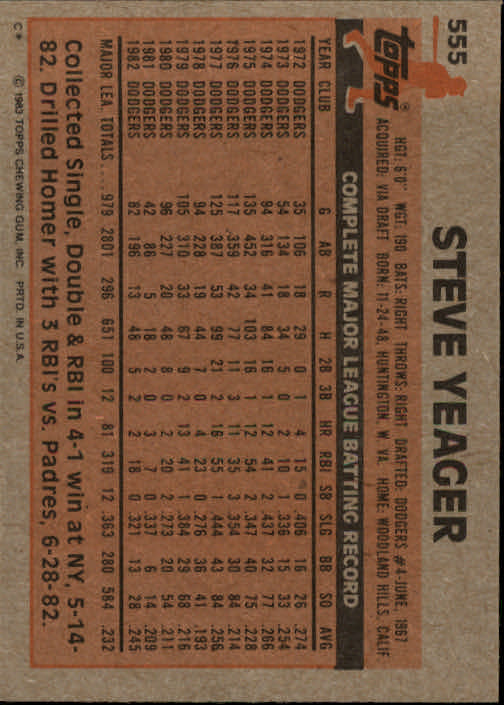 555
STEVE YEAGER
topps®
HGT: 6'0" WGT: 190 BATS: RIGHT THROWS: RIGHT DRAFTED: DODGERS #4-JUNE, 1967
ACQUIRED: VIA DRAFT BORN: 11-24-48, HUNTINGTON, W. VA. HOME: WOODLAND HILLS, CALIF
COMPLETE MAJOR LEAGUE BATTING RECORD
YEAR CLUB G AB R H 2B 3B HR RBI SB SLG BB SO AVG
1972 DODGERS 35 106 18 29 0 1 4 15 0 .406 16 26 .274
1973 DODGERS 54 134 18 34 5 0 2 10 1 .336 15 33 .254
1974 DODGERS 94 316 41 84 16 1 12 41 2 .437 32 77 .266
1975 DODGERS 135 452 34 103 16 1 12 54 2 .347 40 75 .228
1976 DODGERS 117 359 42 77 11 3 11 35 3 .354 30 84 .214
1977 DODGERS 125 387 53 99 21 2 16 55 1 .444 43 84 .256
1978 DODGERS 94 228 19 44 7 0 4 23 0 .276 36 41 .193
1979 DODGERS 105 310 33 67 9 2 13 41 1 .384 29 68 .216
1980 DODGERS 96 227 20 48 8 0 2 20 2 .273 20 54 .211
1981 DODGERS 42 86 5 18 2 0 3 7 0 .337 6 14 .209
1982 DODGERS 82 196 13 48 5 2 2 18 0 .321 13 28 .245
MAJOR LEA. TOTALS ... 979 2801 296 651 100 12 81 319 12 .363 280 584 .232
Collected Single, Double & RBI in 4-1 win at NY, 5-14-
82. Drilled Homer with 3 RBI's vs. Padres, 6-28-82.
C* © 1983 TOPPS CHEWING GUM, INC. PRTD. IN U.S.A.